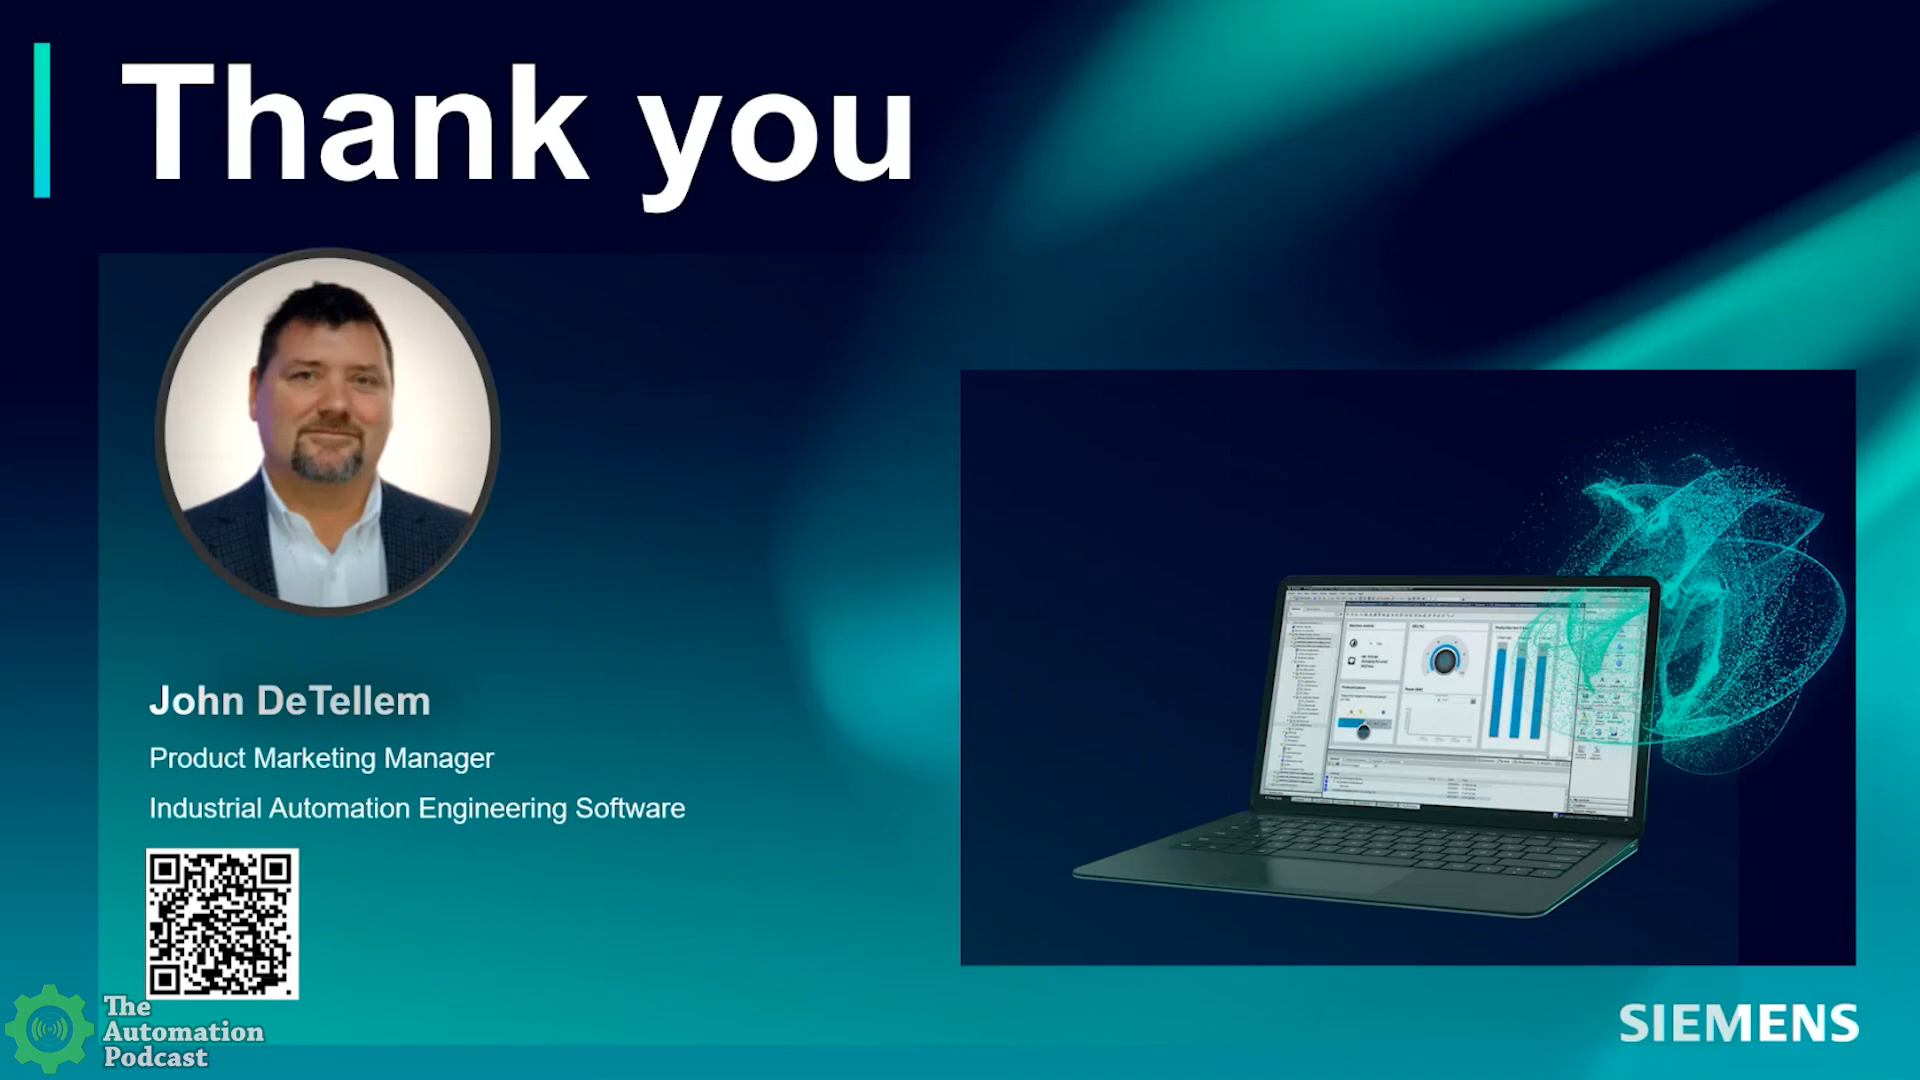 Thank you
John DeTellem
Product Marketing Manager
Industrial Automation Engineering Software
The
Automation
Podcast
SIEMENS